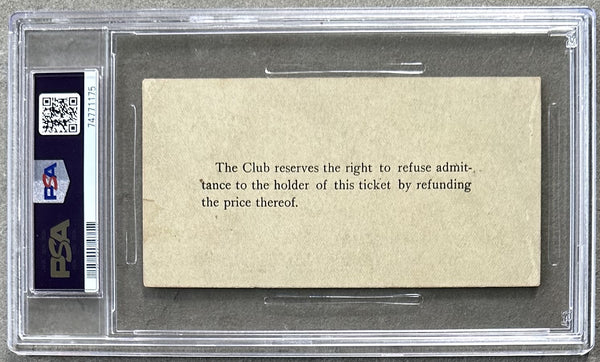 The Club reserves the right to refuse admit-
tance to the holder of this ticket by refunding
the price thereof.
74771175
PSA
PSA